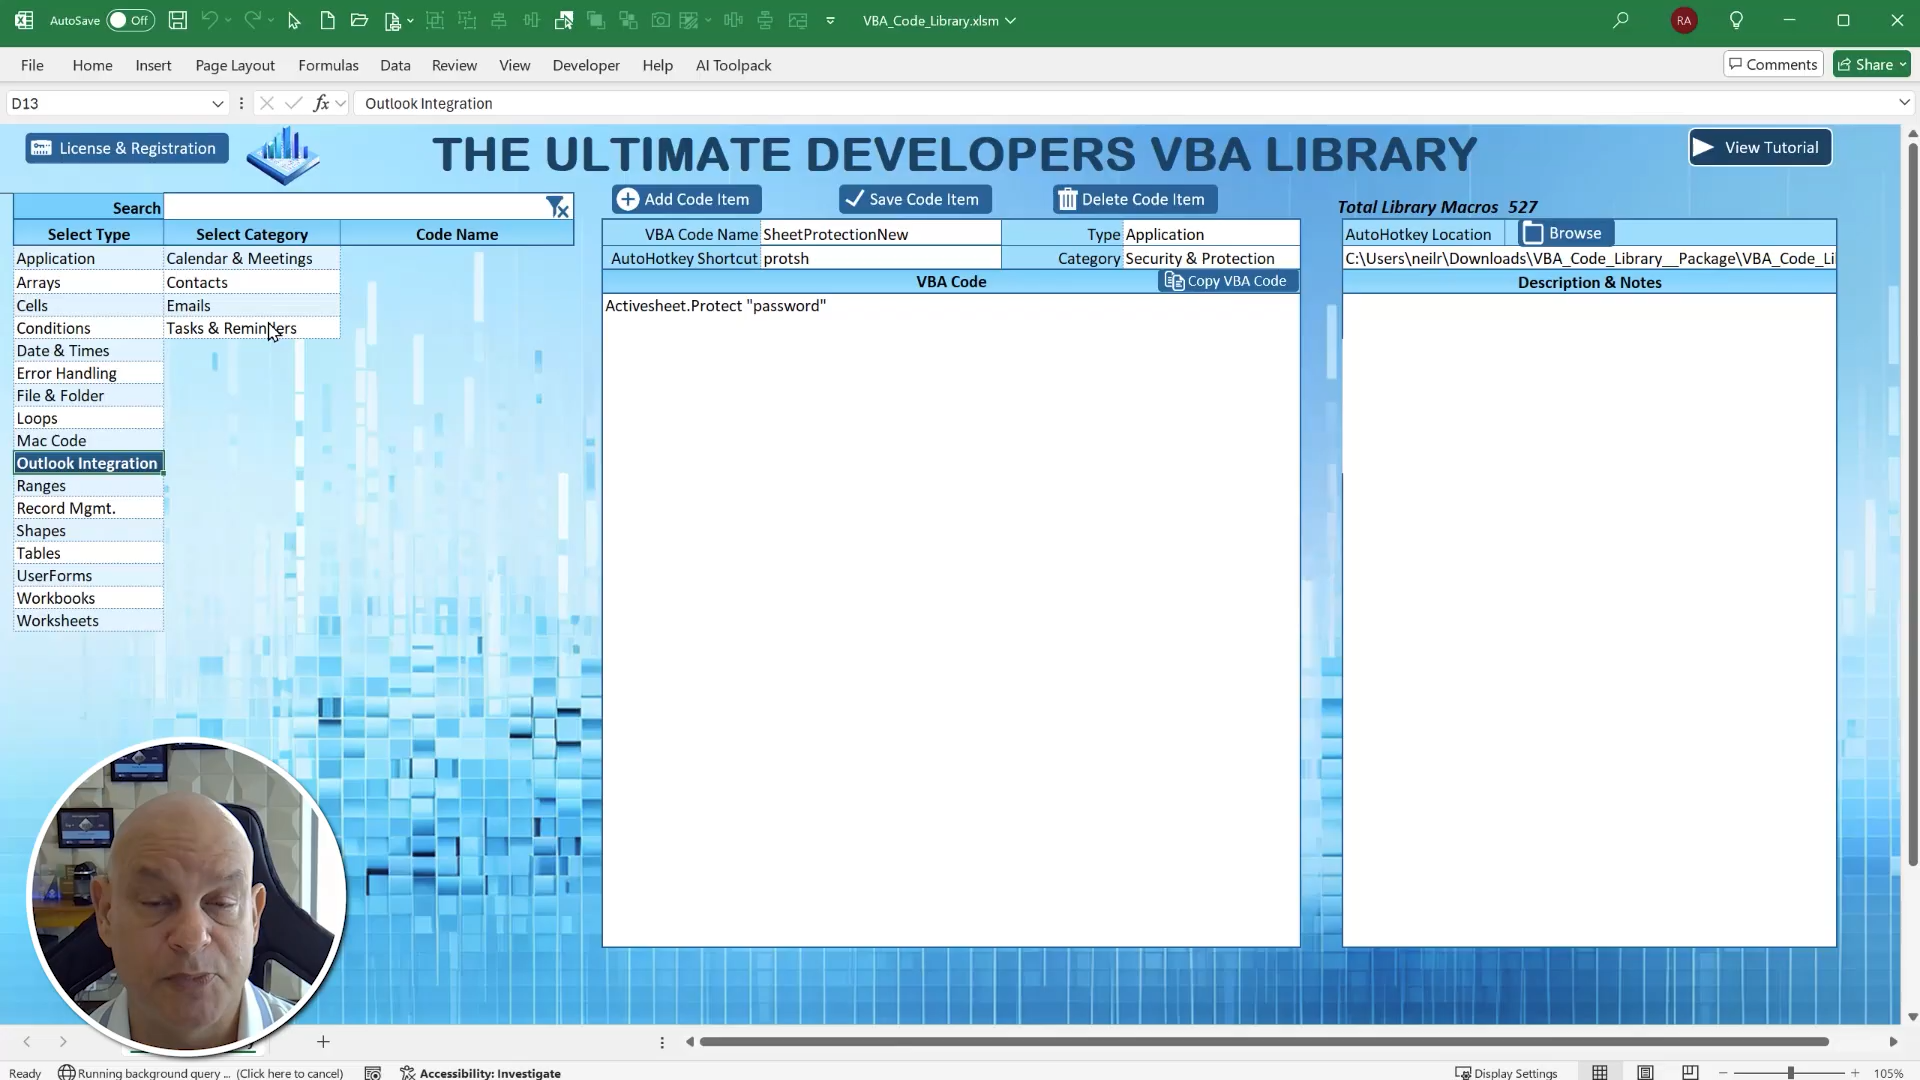 AutoSave Off VBA_Code_Library.xlsm RA
File Home Insert Page Layout Formulas Data Review View Developer Help AI Toolpack Comments Share
D13 fx Outlook Integration
License & Registration THE ULTIMATE DEVELOPERS VBA LIBRARY View Tutorial
Search Add Code Item Save Code Item Delete Code Item Total Library Macros 527
Select Type Select Category Code Name VBA Code Name SheetProtectionNew Type Application AutoHotkey Location Browse
Application Calendar & Meetings AutoHotkey Shortcut protsh Category Security & Protection C:\Users\neilr\Downloads\VBA_Code_Library__Package\VBA_Code_Li
Arrays Contacts VBA Code Copy VBA Code Description & Notes
Cells Emails Activesheet.Protect "password"
Conditions Tasks & Reminders
Date & Times
Error Handling
File & Folder
Loops
Mac Code
Outlook Integration
Ranges
Record Mgmt.
Shapes
Tables
UserForms
Workbooks
Worksheets
Ready Running background query ... (Click here to cancel) Accessibility: Investigate Display Settings 105%